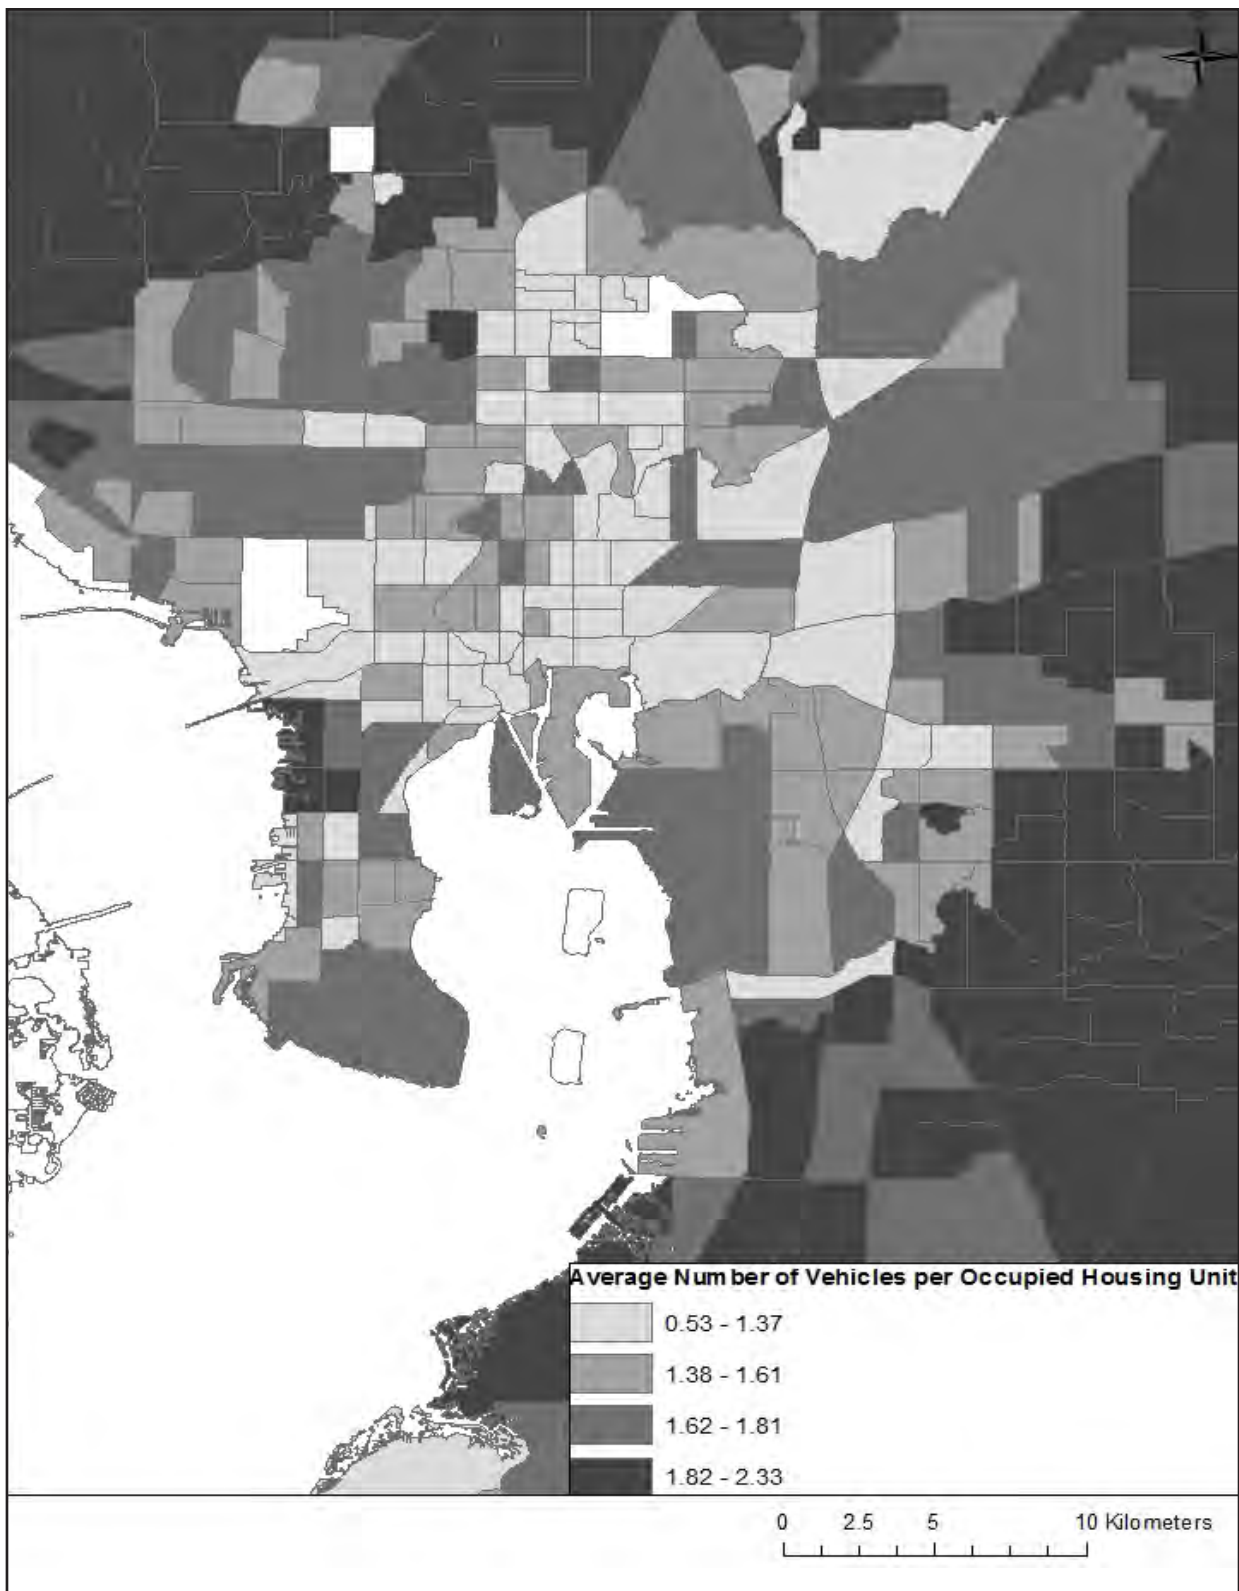 Average Number of Vehicles per Occupied Housing Unit
0.53 - 1.37
1.38 - 1.61
1.62 - 1.81
1.82 - 2.33
0 2.5 5 10 Kilometers